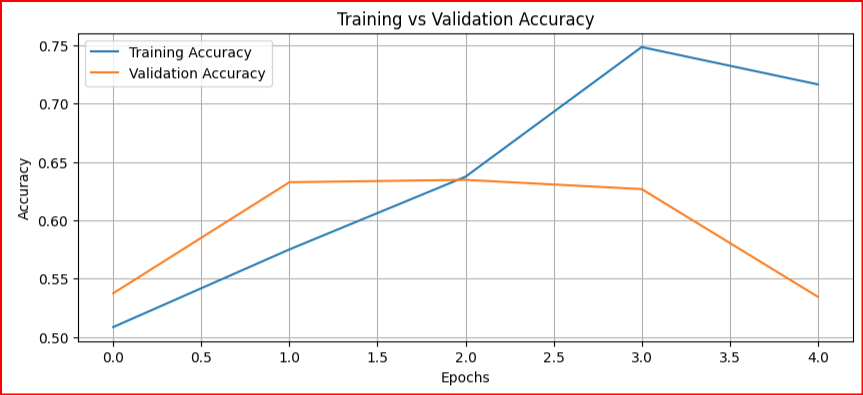 Training vs Validation Accuracy
Training Accuracy
Validation Accuracy
Accuracy
0.75
0.70
0.65
0.60
0.55
0.50
0.0 0.5 1.0 1.5 2.0 2.5 3.0 3.5 4.0
Epochs